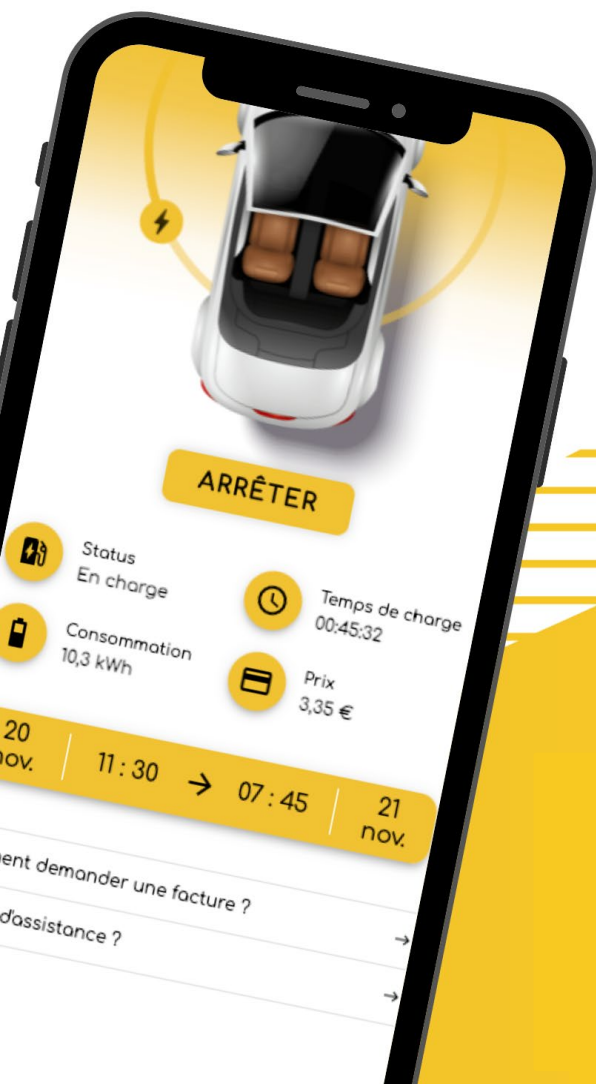 ARRÊTER
Status
En charge
Temps de charge
00:45:32
Consommation
10,3 kWh
Prix
3,35 €
20
nov.
11 : 30 → 07 : 45
21
nov.
demander une facture ?
d'assistance ?